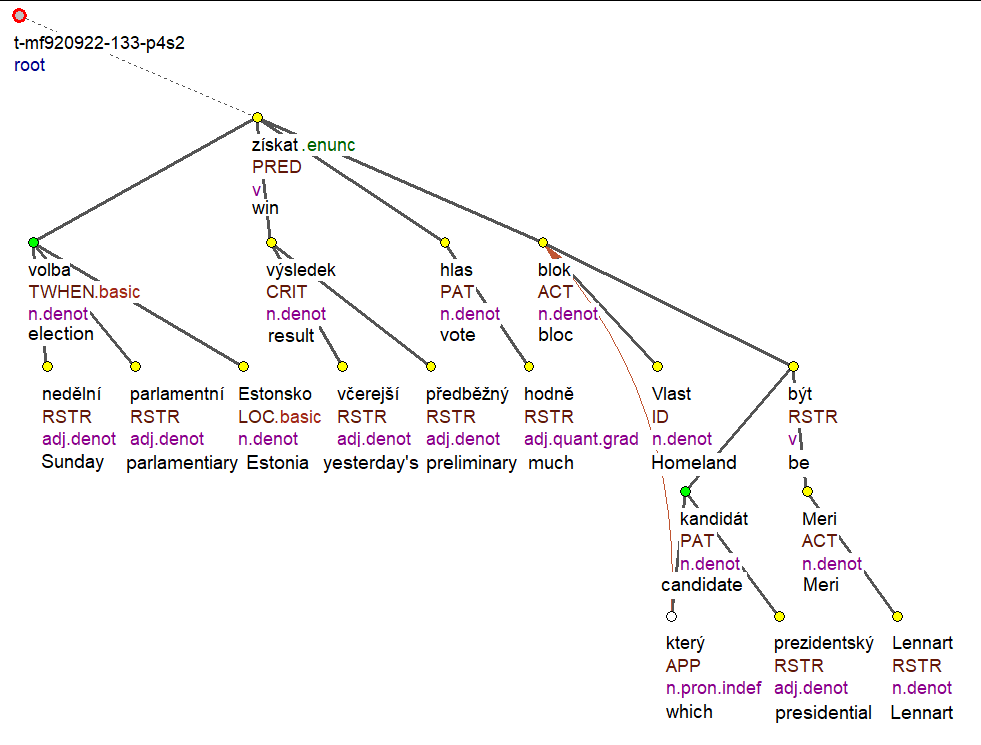 t-mf920922-133-p4s2
root
získat.enunc
PRED
v
win
volba
TWHEN.basic
n.denot
election
výsledek
CRIT
n.denot
result
hlas
PAT
n.denot
vote
blok
ACT
n.denot
bloc
nedělní
RSTR
adj.denot
Sunday
parlamentní
RSTR
adj.denot
parlamentiary
Estonsko
LOC.basic
n.denot
Estonia
včerejší
RSTR
adj.denot
yesterday's
předběžný
RSTR
adj.denot
preliminary
hodně
RSTR
adj.quant.grad
much
Vlast
ID
n.denot
Homeland
být
RSTR
v
be
kandidát
PAT
n.denot
candidate
Meri
ACT
n.denot
Meri
který
APP
n.pron.indef
which
prezidentský
RSTR
adj.denot
presidential
Lennart
RSTR
n.denot
Lennart